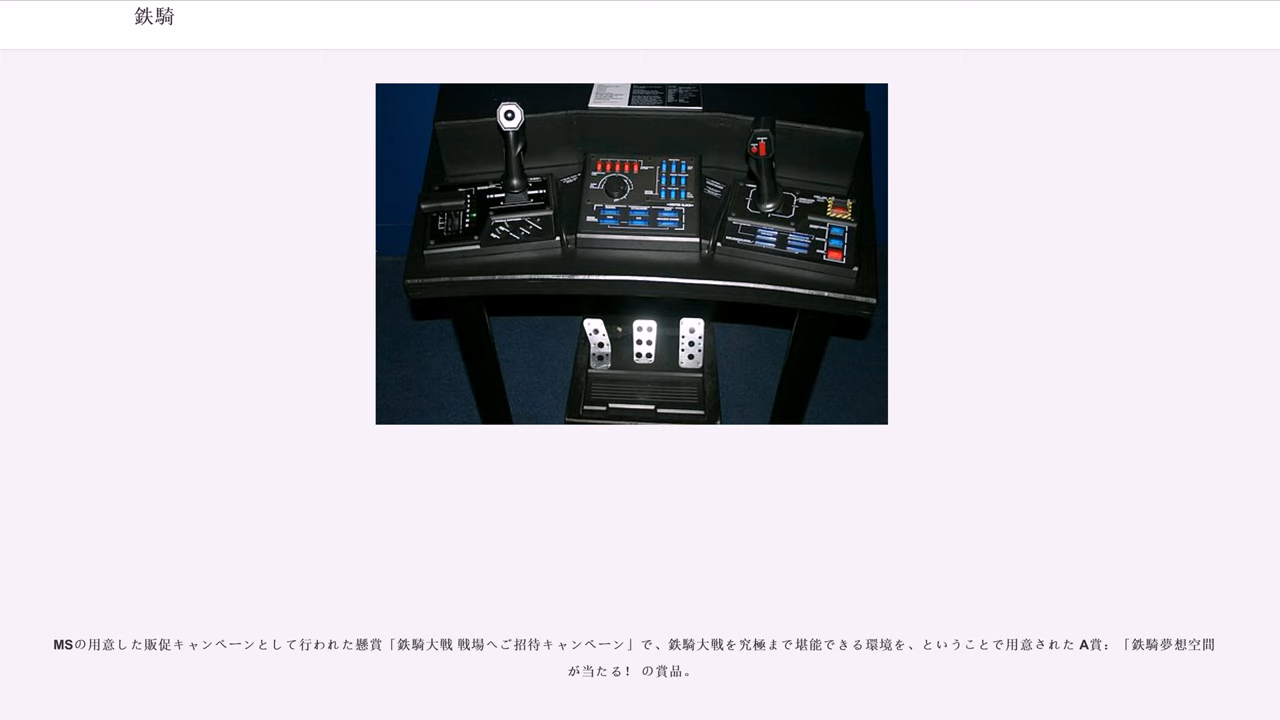 鉄騎
MSの用意した販促キャンペーンとして行われた懸賞「鉄騎大戦 戦場へご招待キャンペーン」で、鉄騎大戦を究極まで堪能できる環境を、ということで用意された A賞：「鉄騎夢想空間
が当たる！ の賞品。